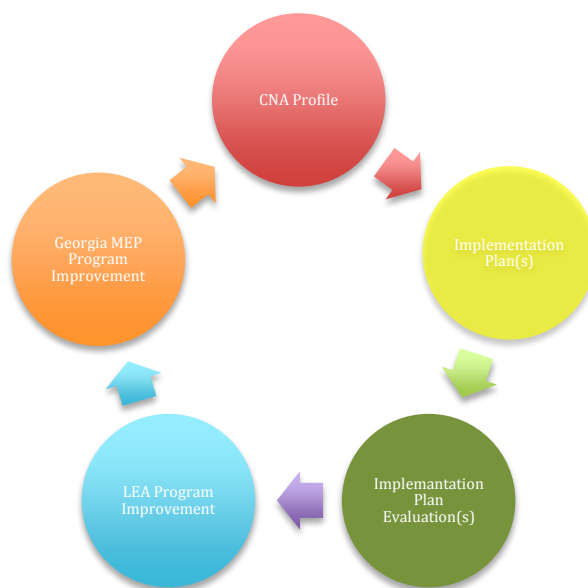 CNA Profile
Implementation
Plan(s)
Implemantation
Plan
Evaluation(s)
LEA Program
Improvement
Georgia MEP
Program
Improvement